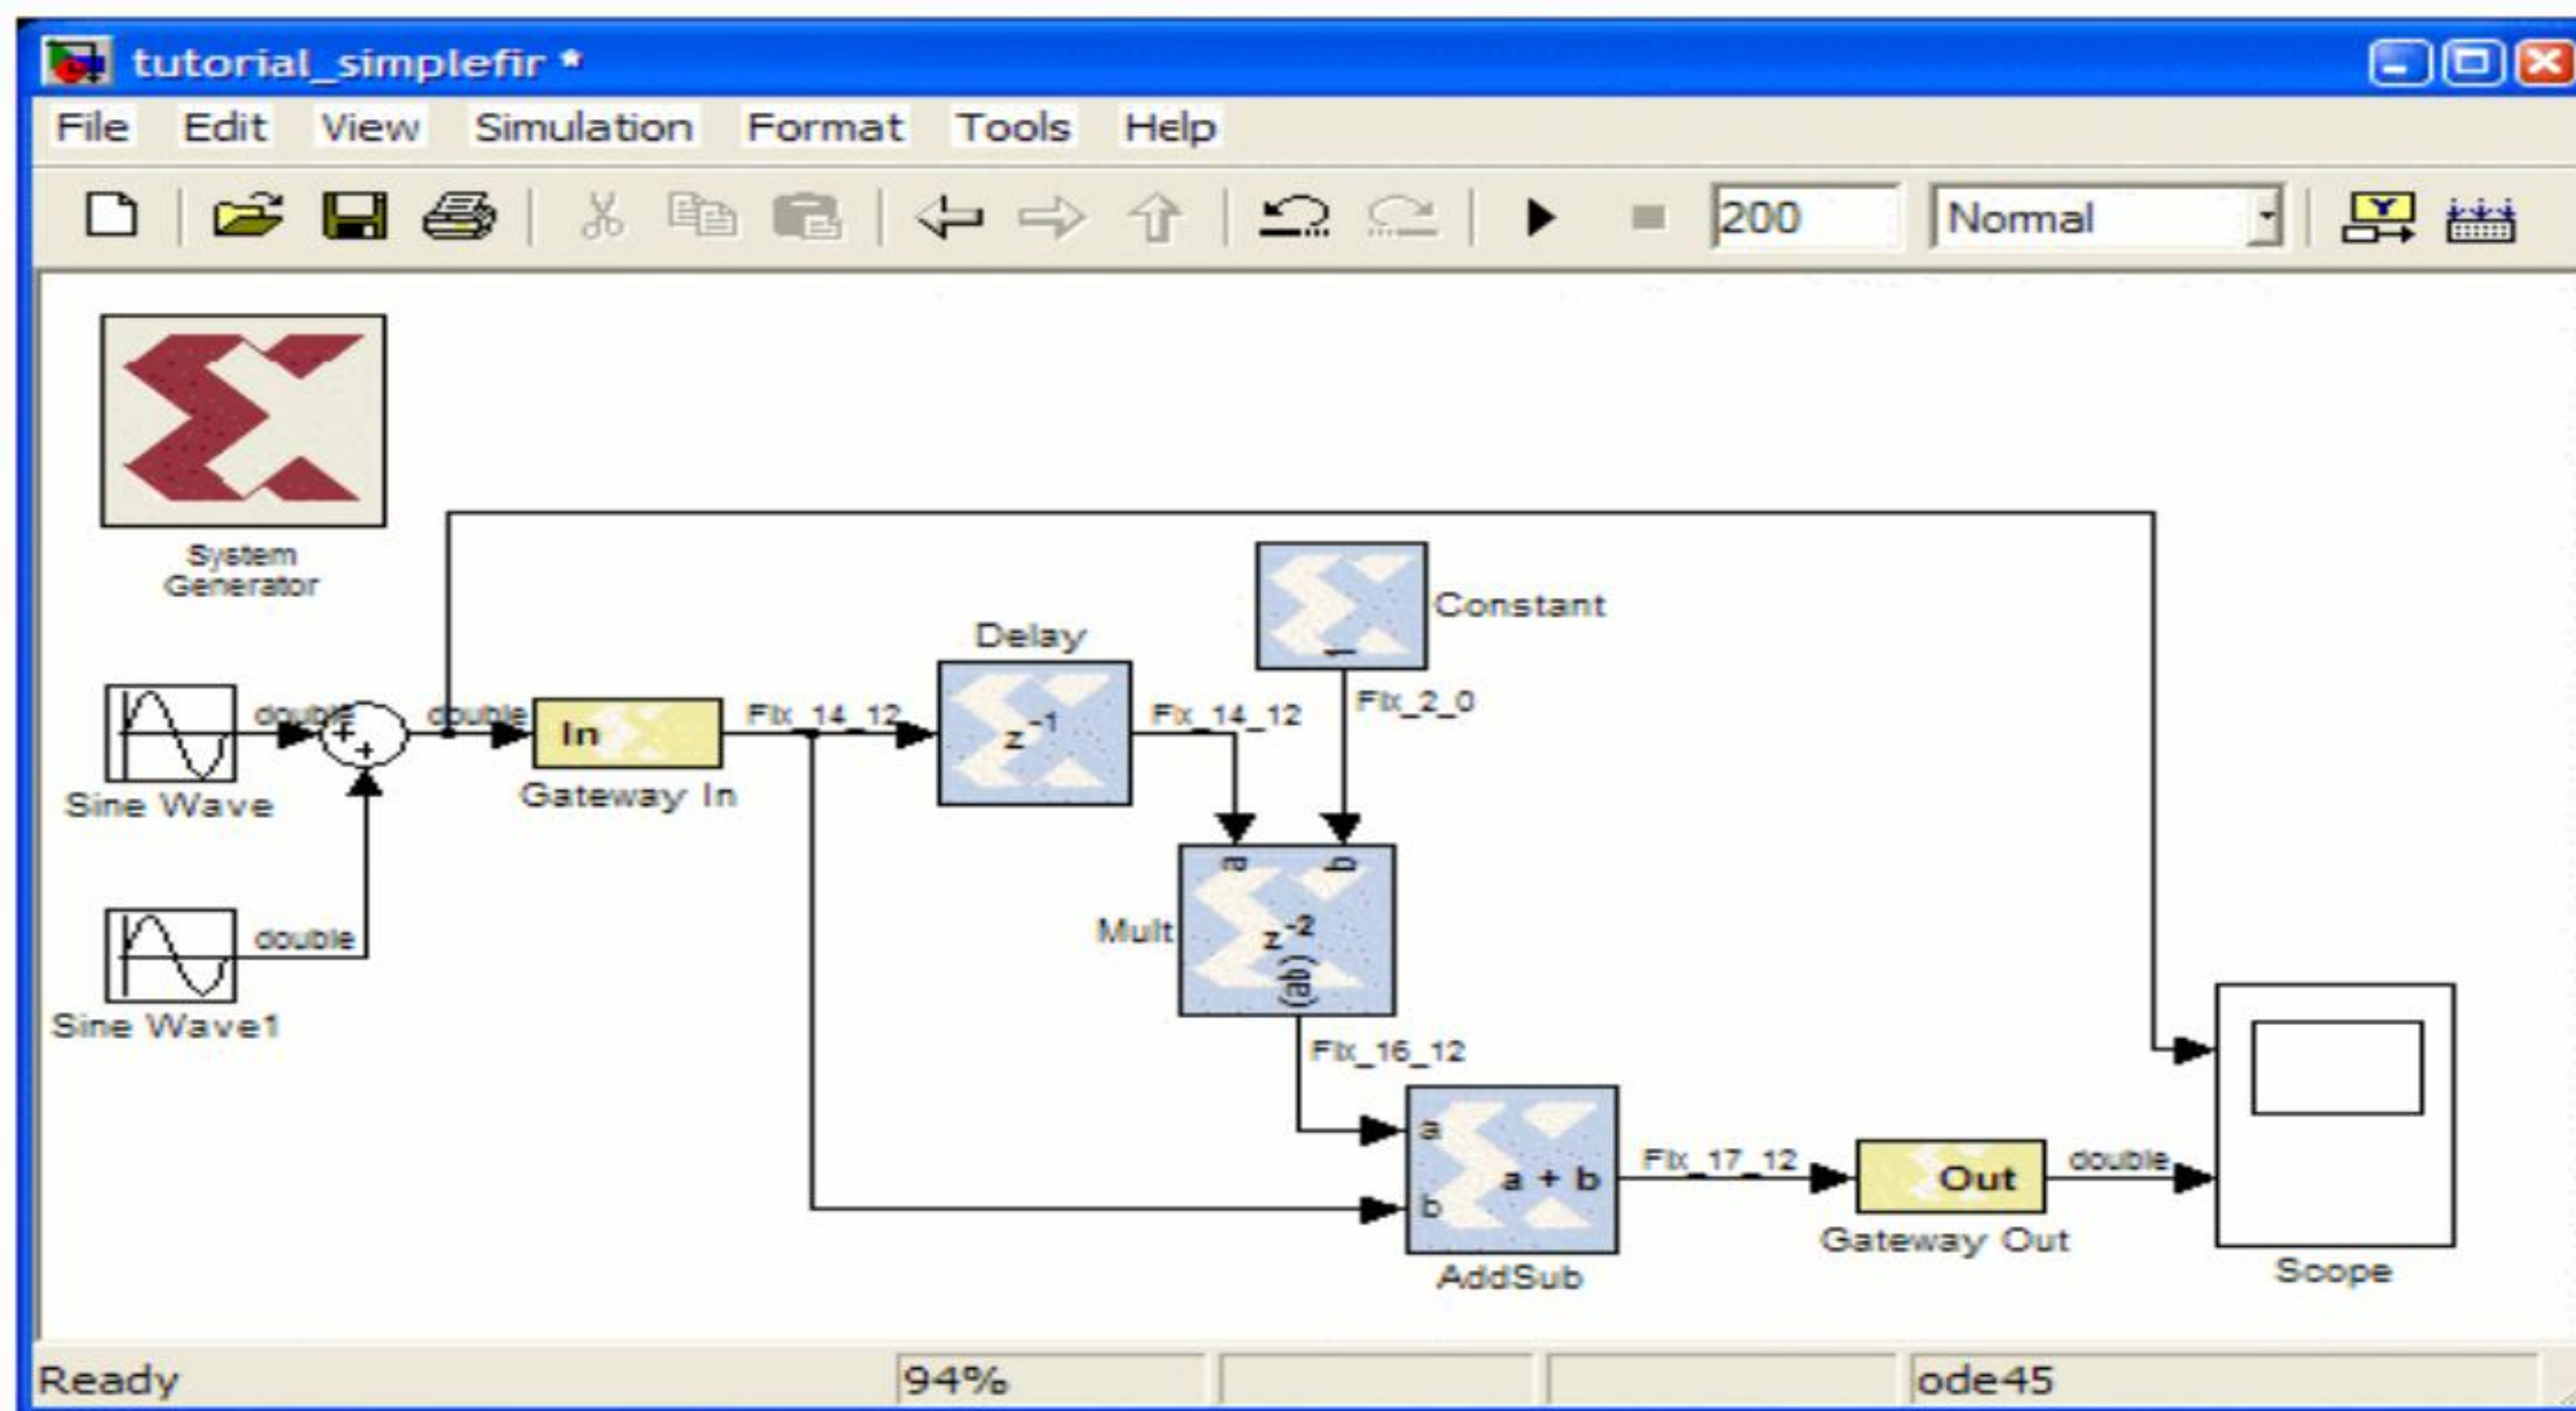 tutorial_simplefir *
File Edit View Simulation Format Tools Help
200 Normal
System
Generator
Constant
1
Delay
z-1
Fix_14_12
Fix_14_12
Fix_2_0
double
+
+
double
In
Sine Wave
Gateway In
a
b
Mult
z-2
(ab)
double
Sine Wave1
Fix_16_12
a
a + b
b
AddSub
Fix_17_12
Out
double
Gateway Out
Scope
Ready 94% ode45